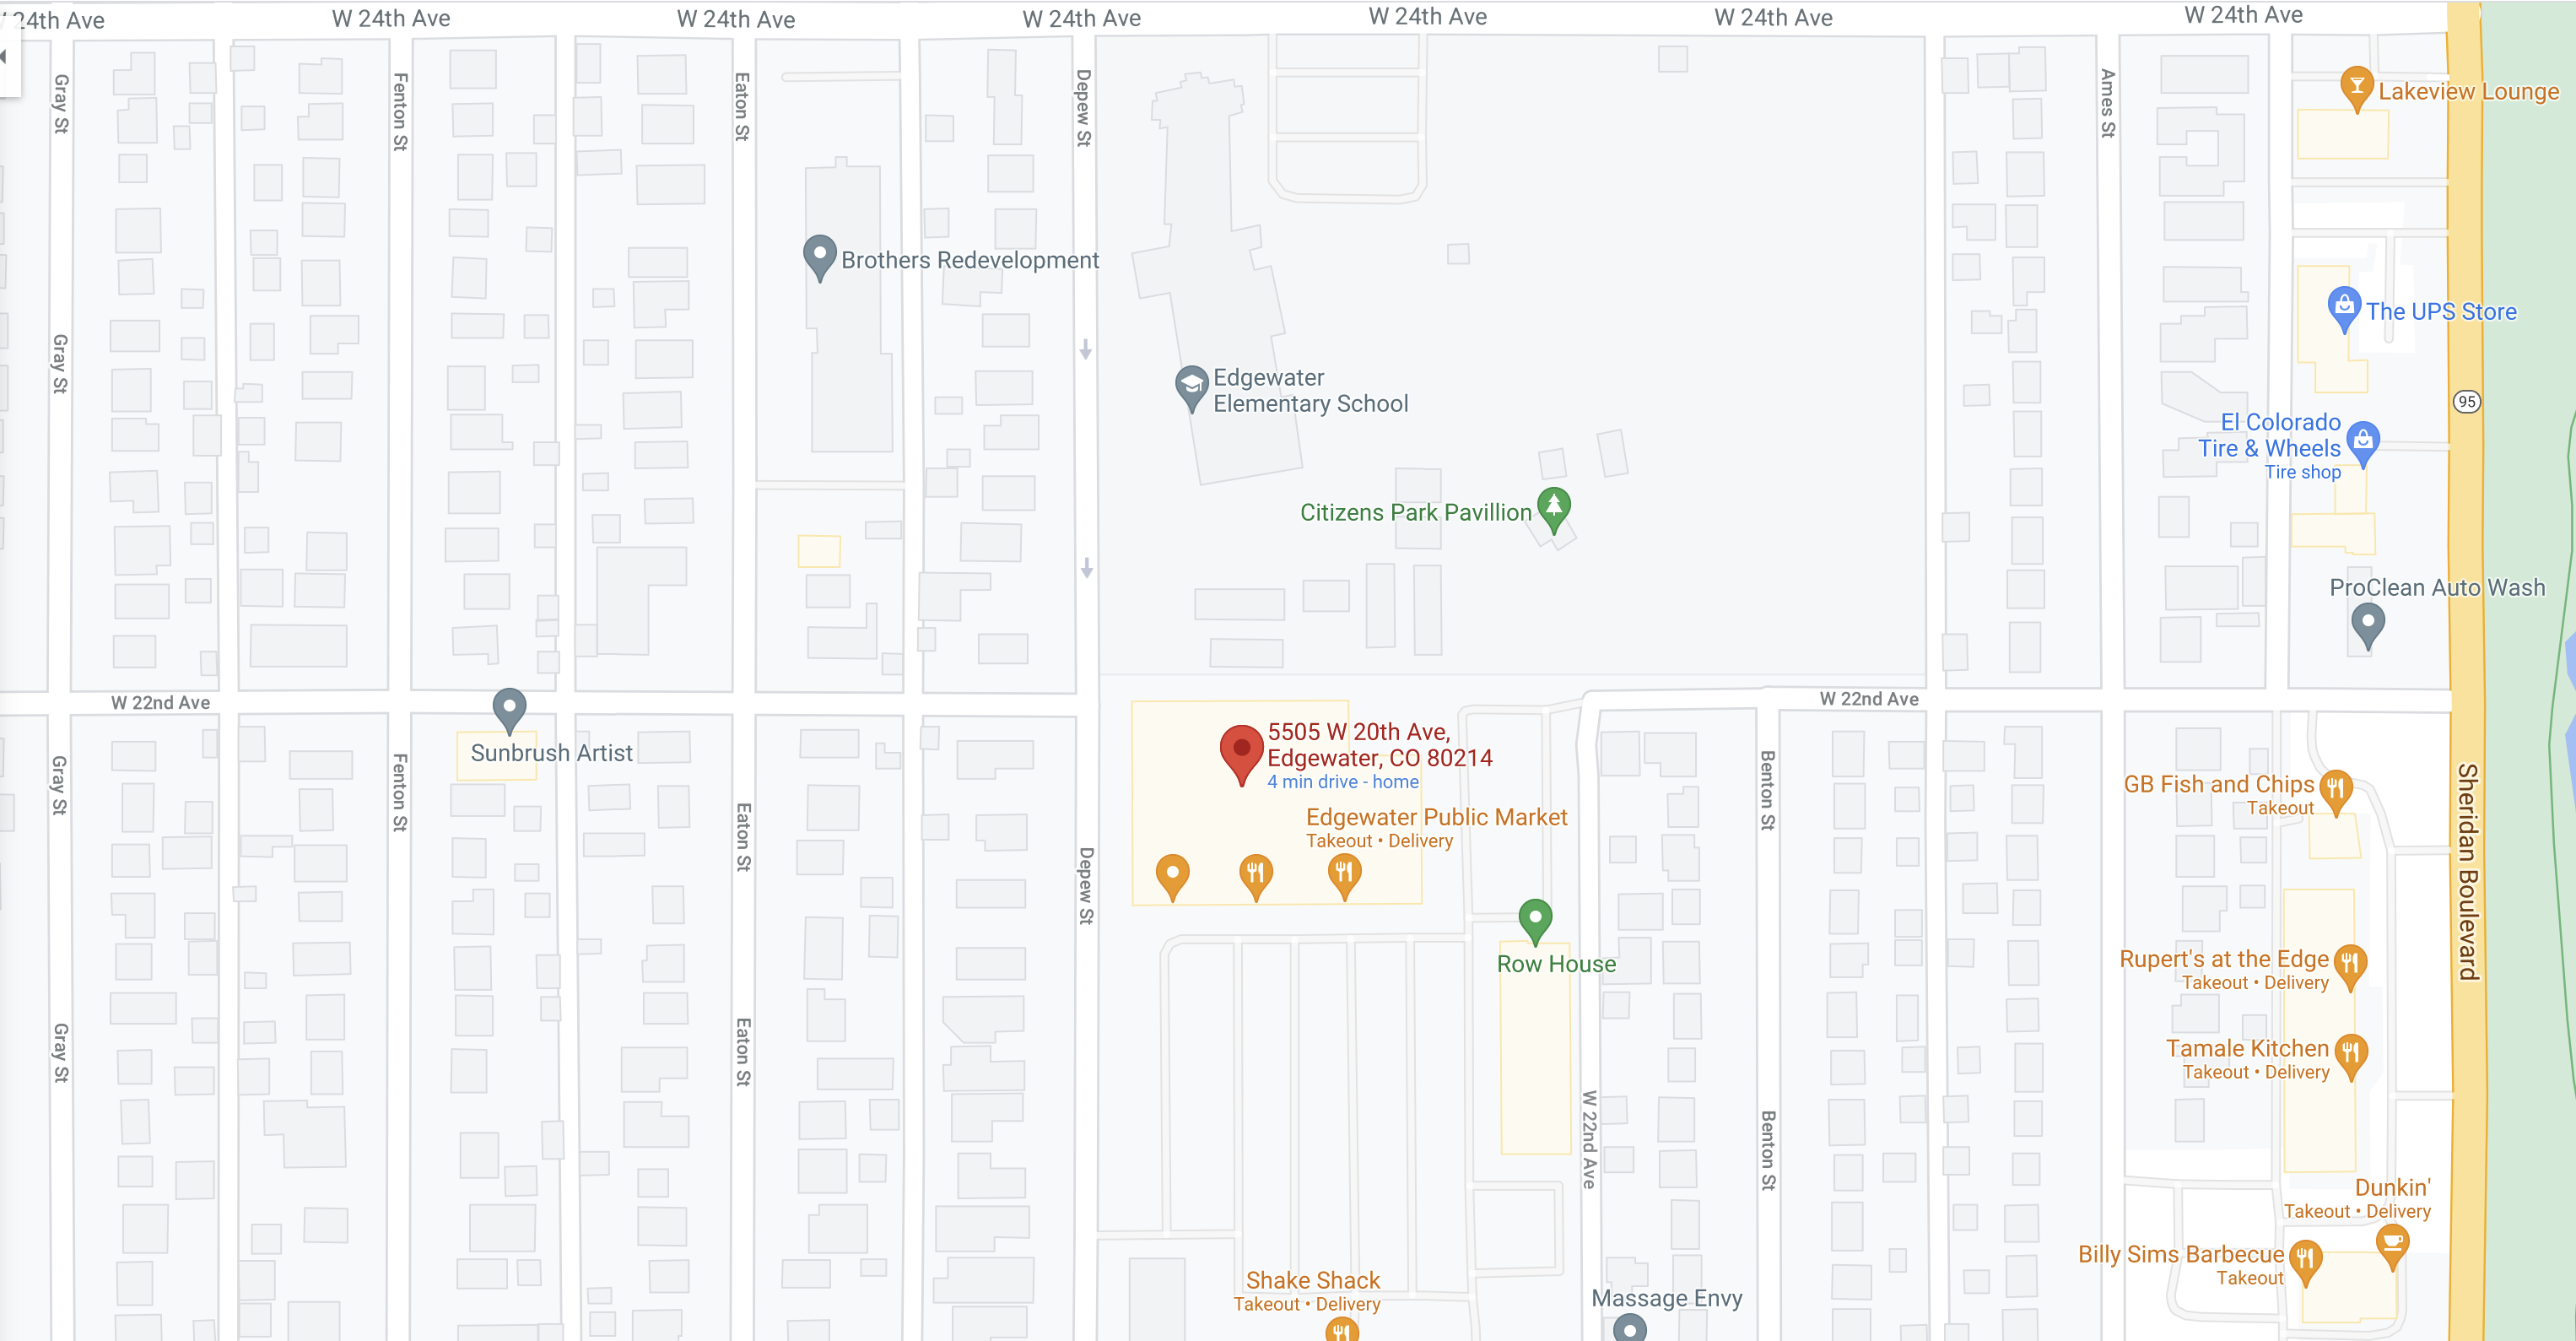 24th Ave
W 24th Ave
W 24th Ave
W 24th Ave
W 24th Ave
W 24th Ave
W 24th Ave
Gray St
Fenton St
Eaton St
Depew St
Ames St
Lakeview Lounge
Brothers Redevelopment
The UPS Store
Gray St
Edgewater
Elementary School
95
El Colorado
Tire & Wheels
Tire shop
Citizens Park Pavillion
ProClean Auto Wash
W 22nd Ave
W 22nd Ave
Sunbrush Artist
5505 W 20th Ave,
Edgewater, CO 80214
4 min drive - home
Gray St
Fenton St
Eaton St
Depew St
Benton St
Sheridan Boulevard
GB Fish and Chips
Takeout
Edgewater Public Market
Takeout • Delivery
Row House
Rupert's at the Edge
Takeout • Delivery
Gray St
Eaton St
Tamale Kitchen
Takeout • Delivery
W 22nd Ave
Benton St
Dunkin'
Takeout • Delivery
Billy Sims Barbecue
Takeout
Shake Shack
Takeout • Delivery
Massage Envy